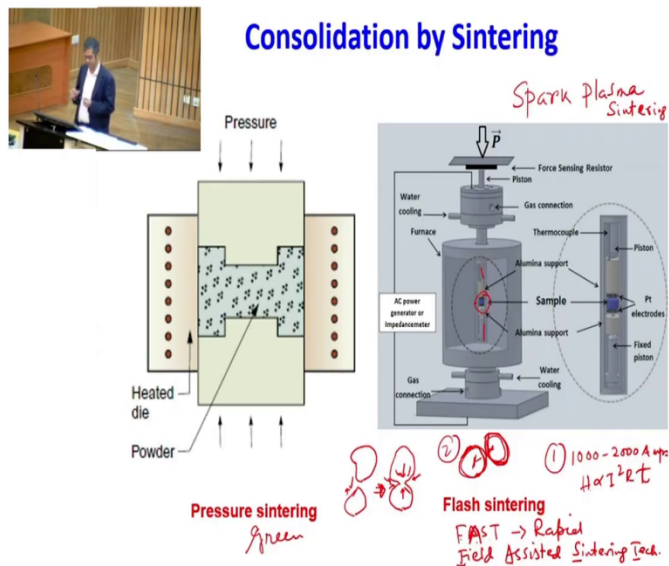 Consolidation by Sintering
Spark Plasma
Sintering
Pressure
Heated
die
Powder
Pressure sintering
Green
P
Force Sensing Resistor
Piston
Water
cooling
Gas connection
Furnace
Thermocouple
Piston
Alumina support
AC power
generator or
Impedancemeter
Sample
Pt
electrodes
Alumina support
Fixed
piston
Gas
connection
Water
cooling
②
① 1000-2000 Amps
H α I²Rt
Flash sintering
FAST → Rapid
Field Assisted Sintering Tech.